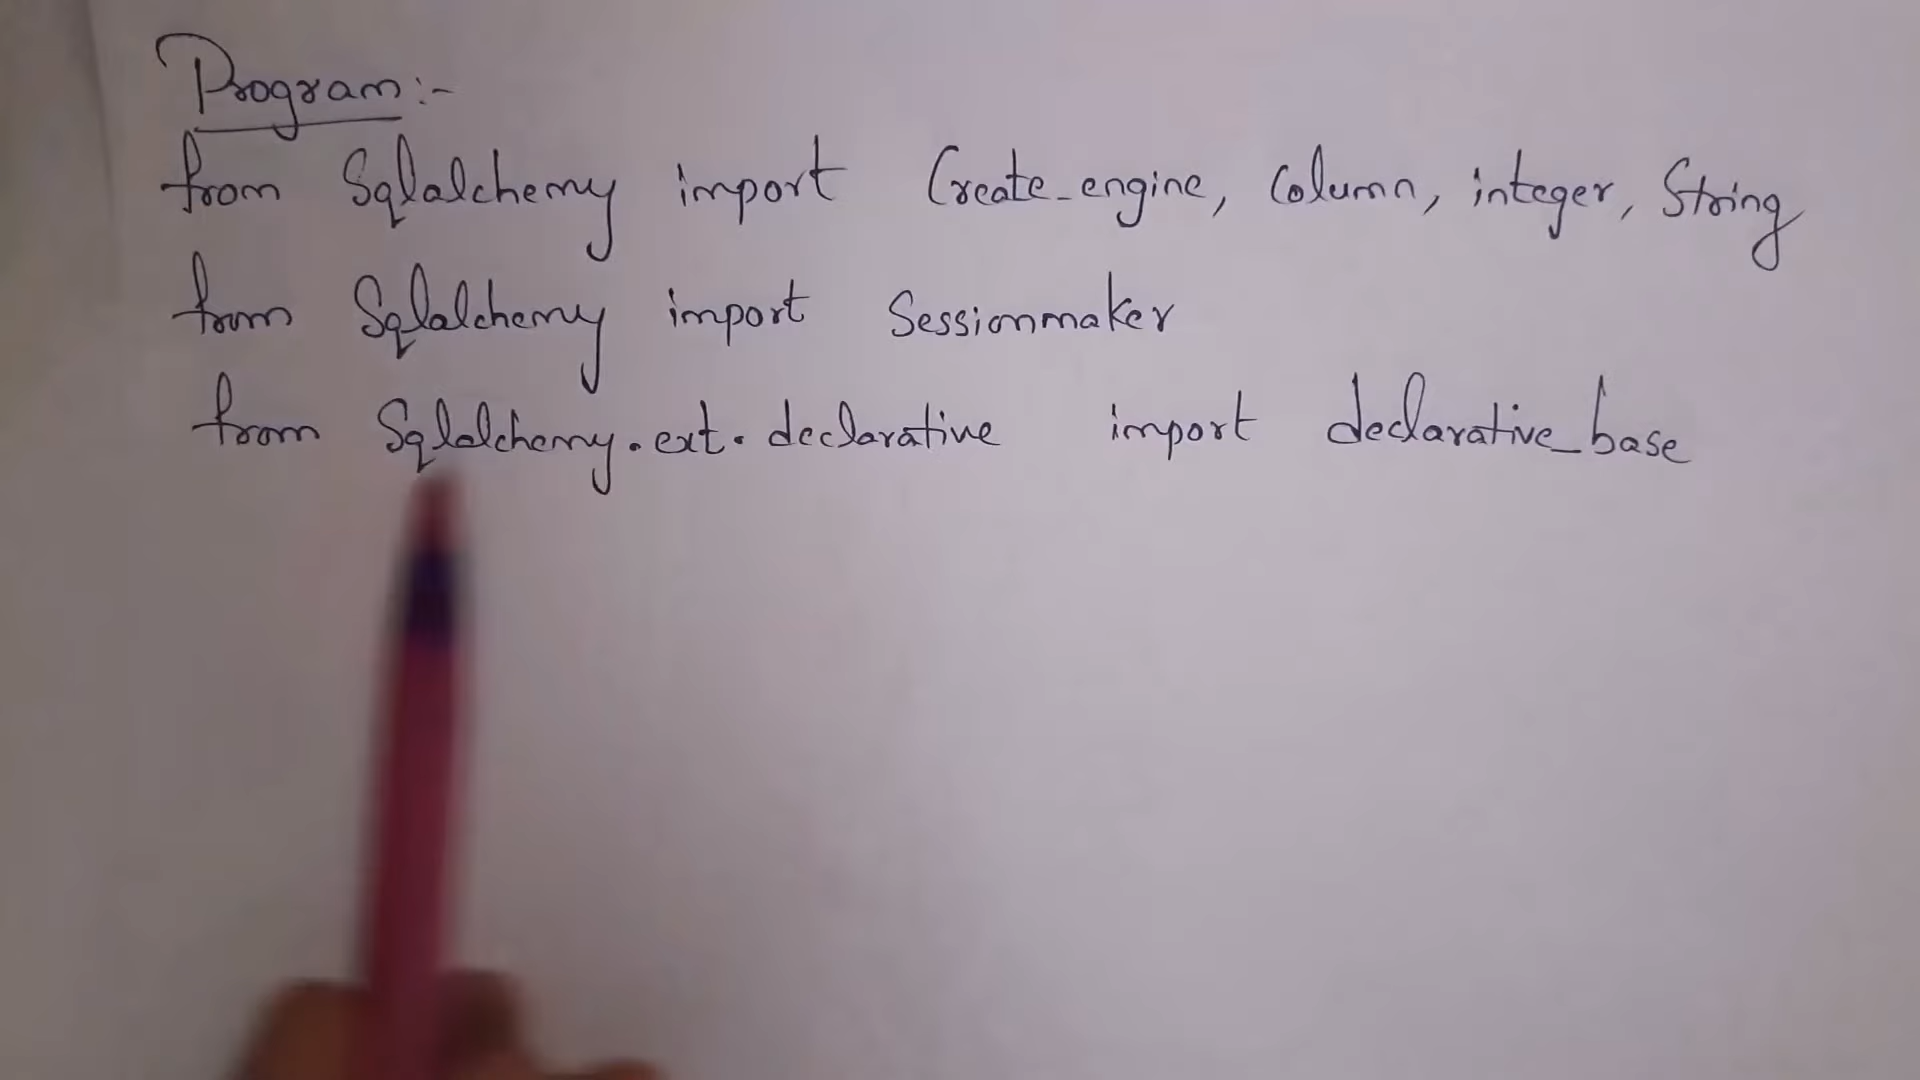 Program:-
from Sqlalchemy import Create_engine, Column, integer, String
from Sqlalchemy import Sessionmaker
from Sqlalchemy.ext.declarative import declarative_base